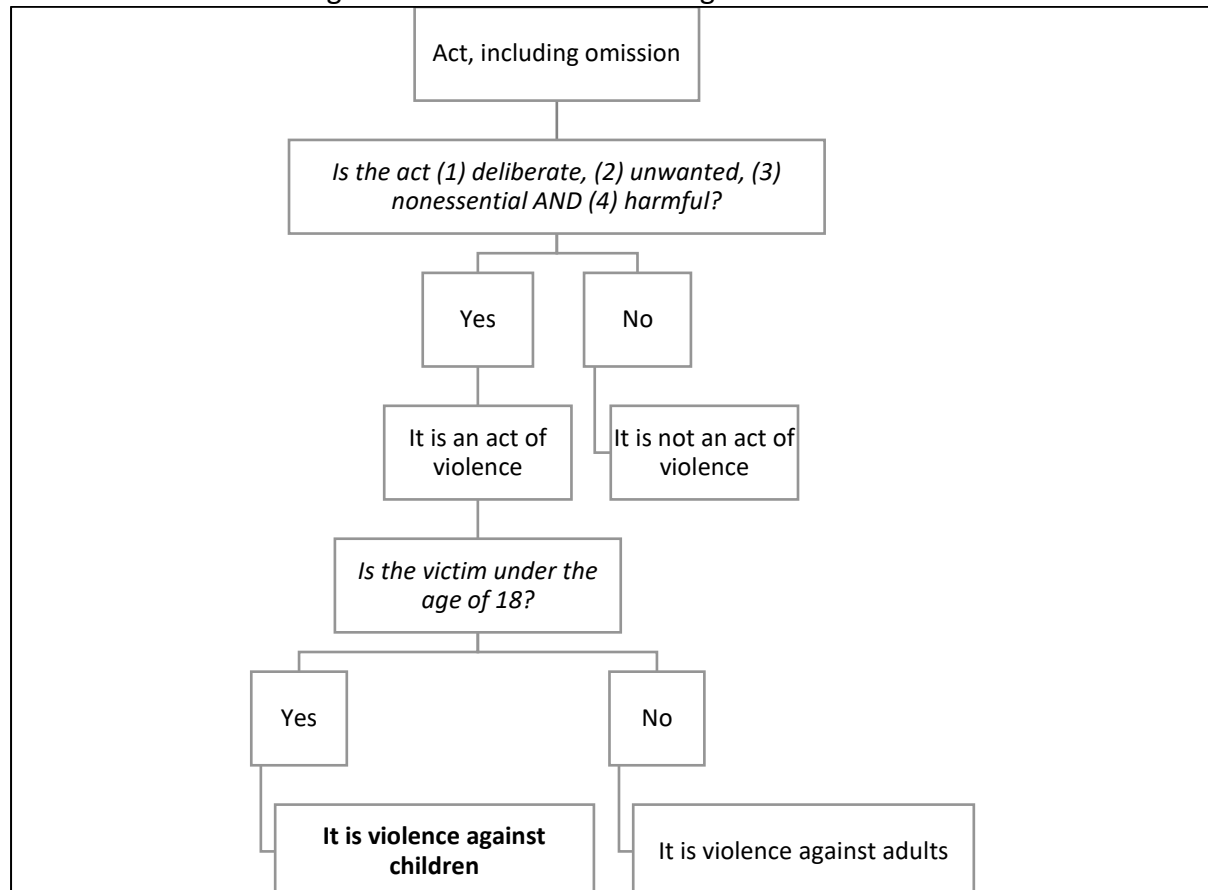 Act, including omission
Is the act (1) deliberate, (2) unwanted, (3)
nonessential AND (4) harmful?
Yes
No
It is an act of
violence
It is not an act of
violence
Is the victim under the
age of 18?
Yes
No
It is violence against
children
It is violence against adults